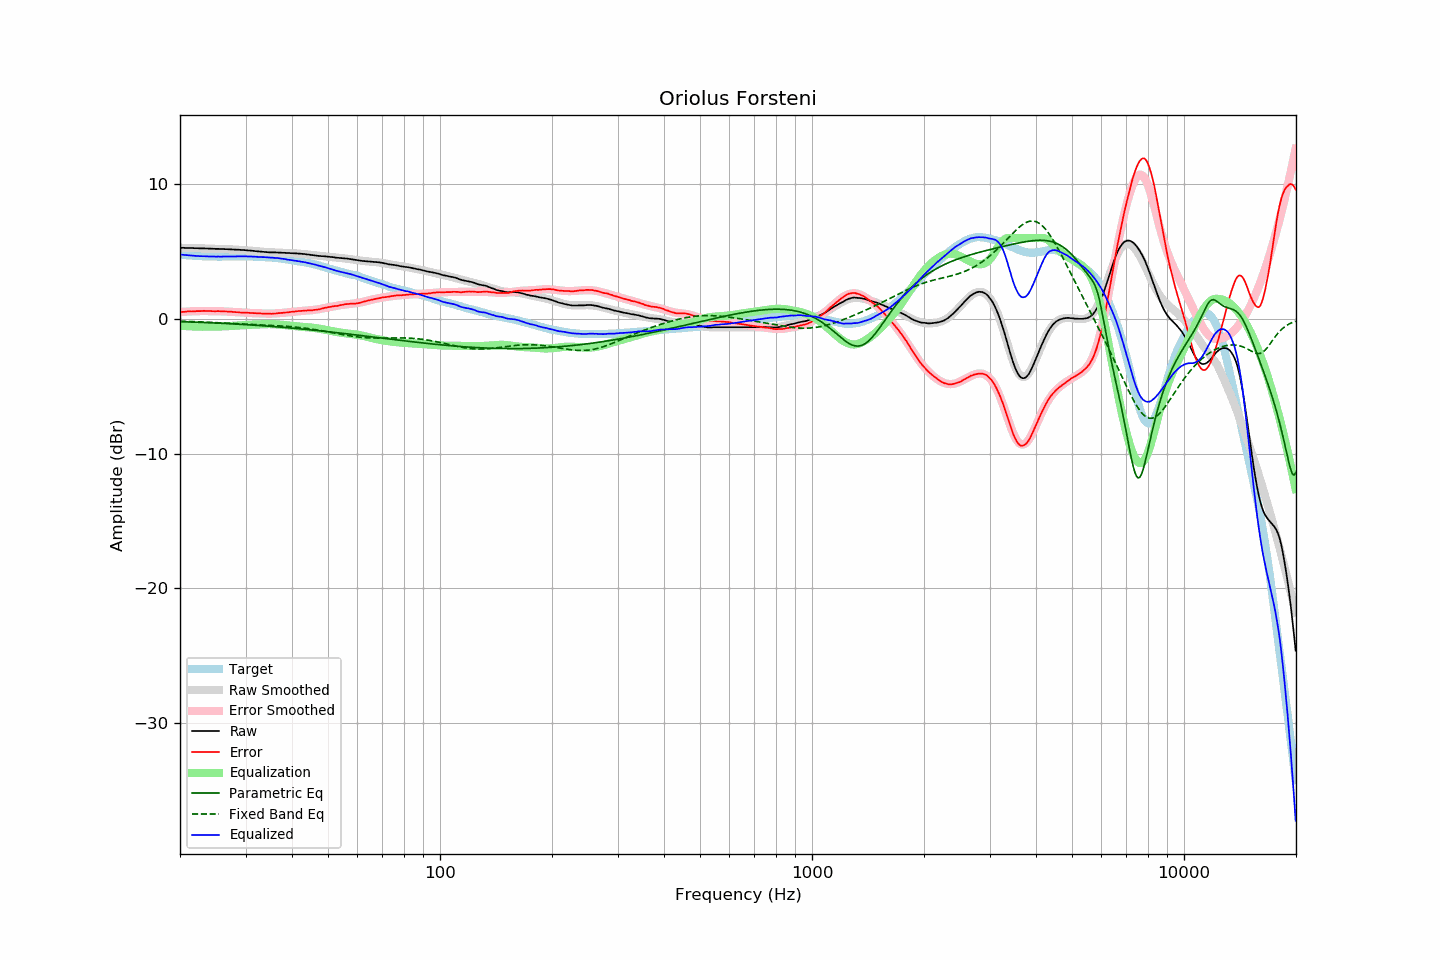 Oriolus Forsteni
Amplitude (dBr)
10
0
−10
−20
−30
Target
Raw Smoothed
Error Smoothed
Raw
Error
Equalization
Parametric Eq
Fixed Band Eq
Equalized
100
1000
10000
Frequency (Hz)